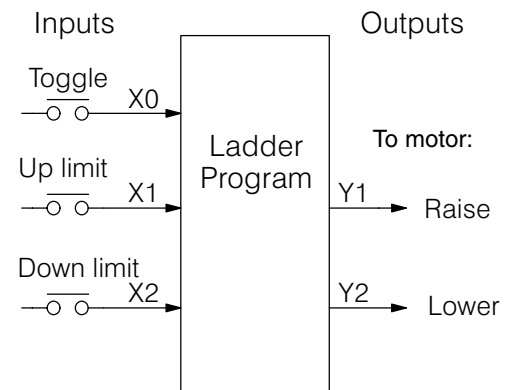 Inputs
Outputs
Toggle
X0
Up limit
X1
Down limit
X2
Ladder
Program
To motor:
Y1
Raise
Y2
Lower